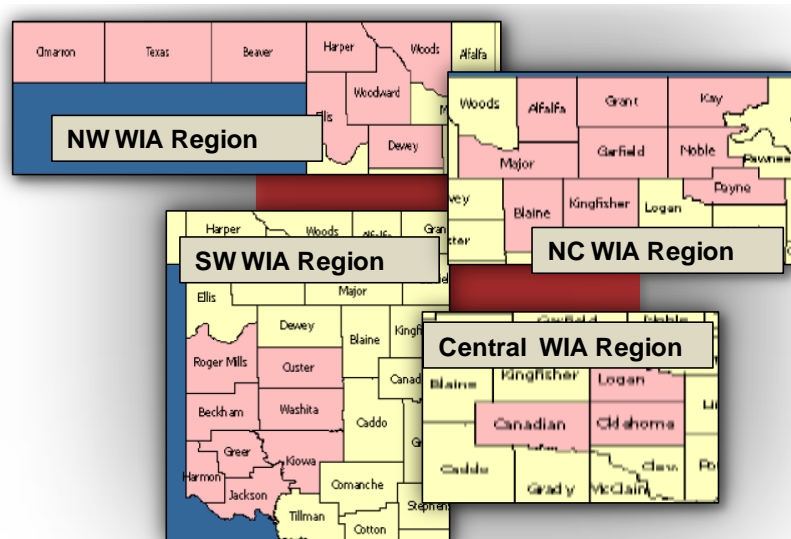 Cimarron Texas Beaver Harper Woods Alfalfa
Woodward
Ellis
Dewey
NW WIA Region
Woods Alfalfa Grant Kay
Major Garfield Noble Pawnee
Payne
Blaine Kingfisher Logan
NC WIA Region
Harper Woods
SW WIA Region
Ellis Major
Dewey Blaine
Roger Mills Custer
Beckham Washita Caddo
Greer
Harmon Kiowa
Jackson Comanche
Tillman Cotton
Central WIA Region
Blaine Kingfisher Logan
Canadian Oklahoma
Caddo
Grady McClain